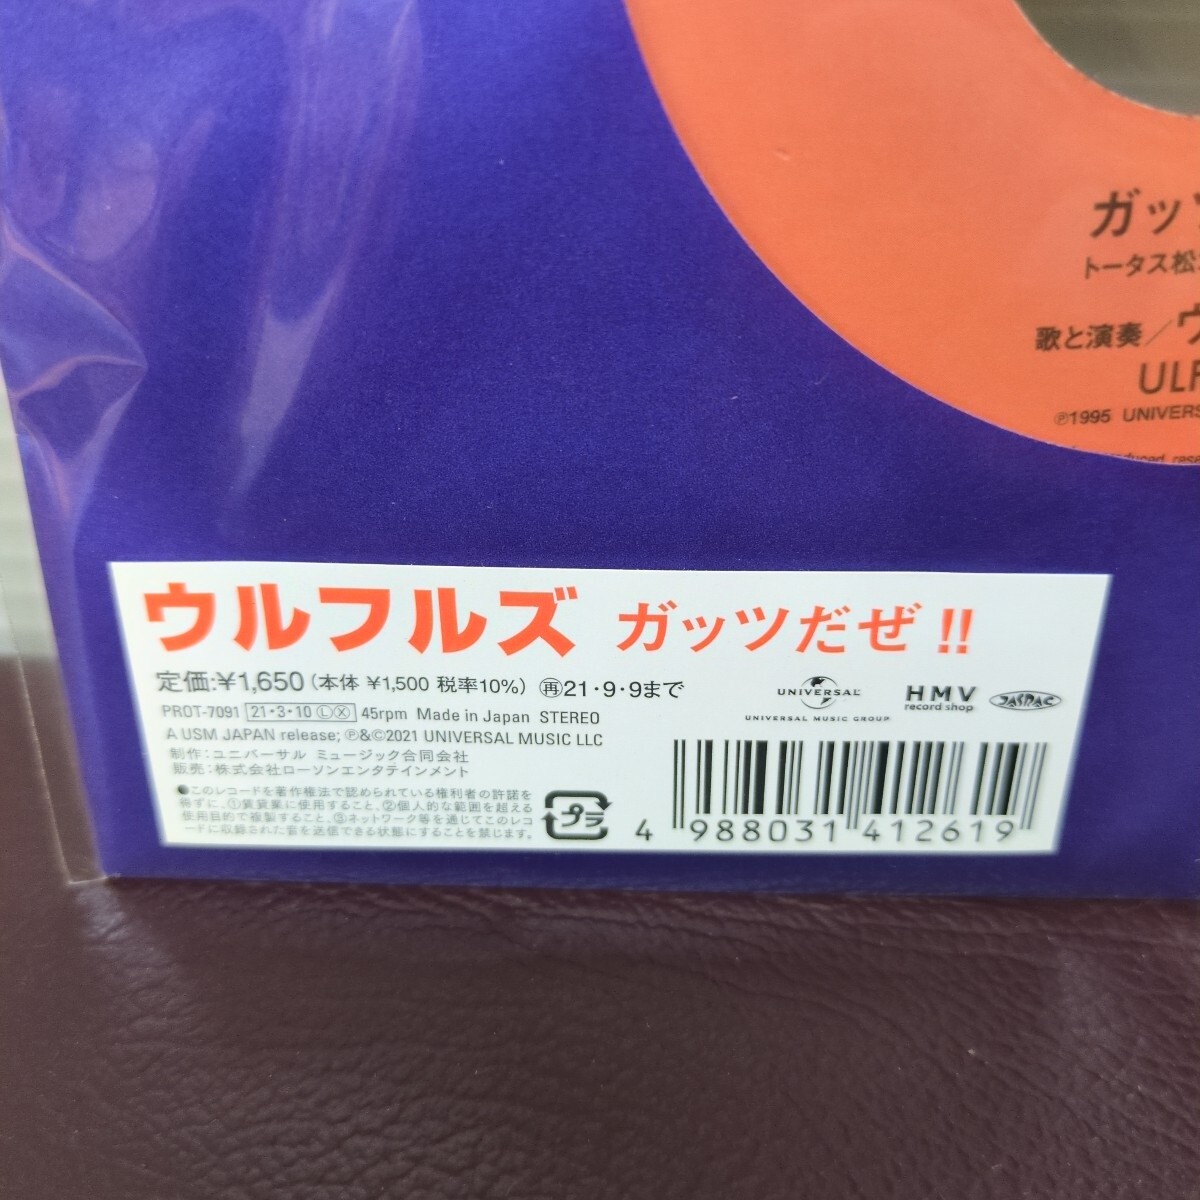 ガッツ
トータス松
歌と演奏／ウ
ULF
Ⓟ1995 UNIVERS
ウルフルズ ガッツだぜ!!
定価:¥1,650(本体 ¥1,500 税率10%) ㊢21・9・9まで
PROT-7091 21・3・10 Ⓛ Ⓧ 45rpm Made in Japan STEREO
A USM JAPAN release; Ⓟ&©2021 UNIVERSAL MUSIC LLC
制作：ユニバーサル ミュージック合同会社
販売：株式会社ローソンエンタテインメント
●このレコードを著作権法で認められている権利者の許諾を
得ずに、①賃貸業に使用すること、②個人的な範囲を超える
使用目的で複製すること、③ネットワーク等を通じてこのレコ
ードに収録された音を送信できる状態にすることを禁じます。
プラ
UNIVERSAL
UNIVERSAL MUSIC GROUP
HMV
record shop
JASRAC
4 988031 412619